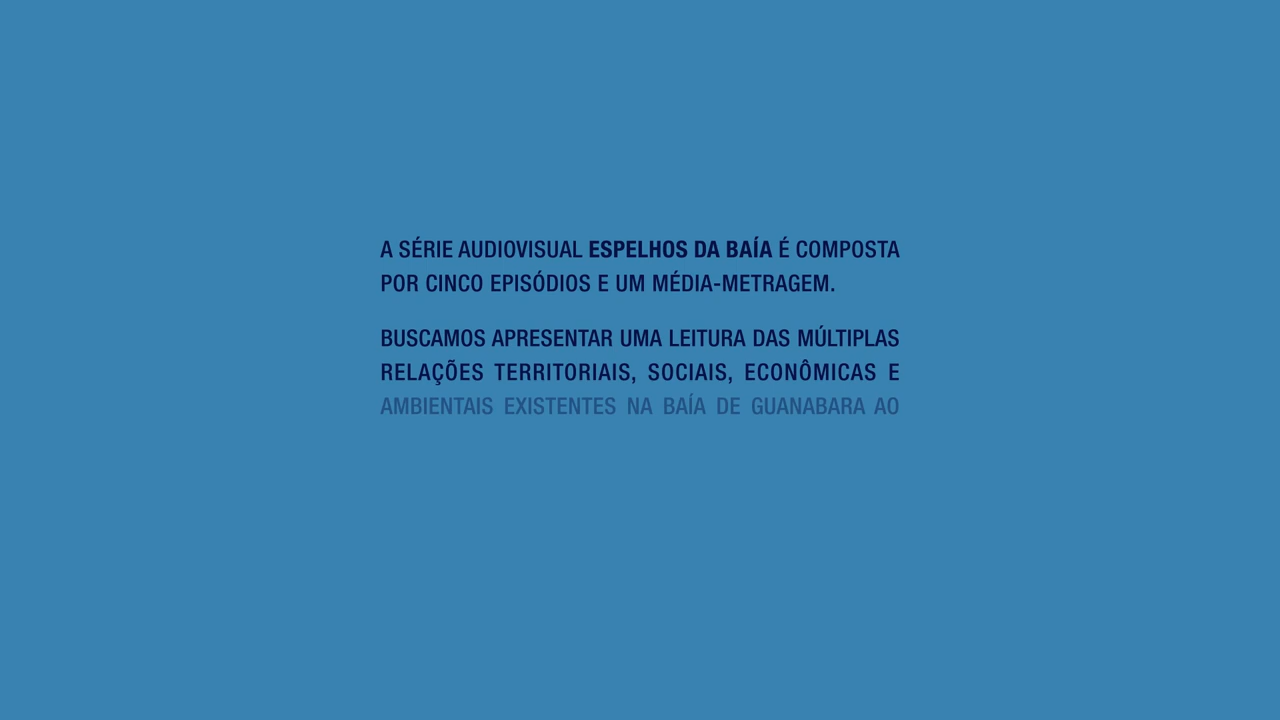 A SÉRIE AUDIOVISUAL ESPELHOS DA BAÍA É COMPOSTA
POR CINCO EPISÓDIOS E UM MÉDIA-METRAGEM.
BUSCAMOS APRESENTAR UMA LEITURA DAS MÚLTIPLAS
RELAÇÕES TERRITORIAIS, SOCIAIS, ECONÔMICAS E
AMBIENTAIS EXISTENTES NA BAÍA DE GUANABARA AO